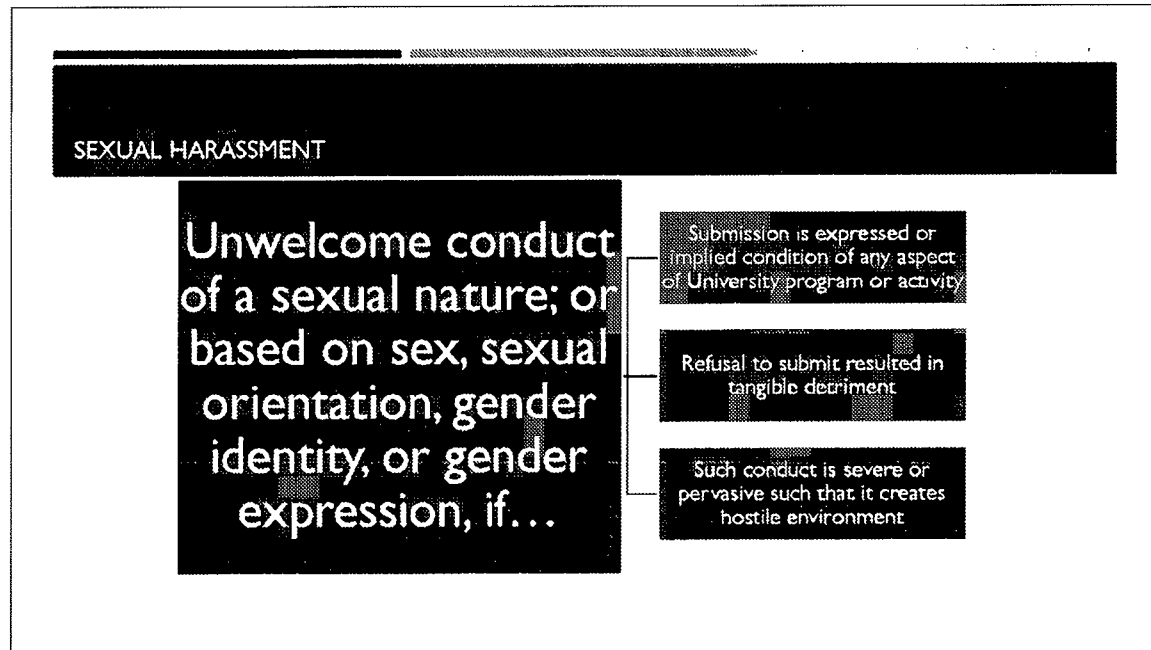 SEXUAL HARASSMENT
Unwelcome conduct
of a sexual nature; or
based on sex, sexual
orientation, gender
identity, or gender
expression, if…
Submission is expressed or
implied condition of any aspect
of University program or activity
Refusal to submit resulted in
tangible detriment
Such conduct is severe or
pervasive such that it creates
hostile environment